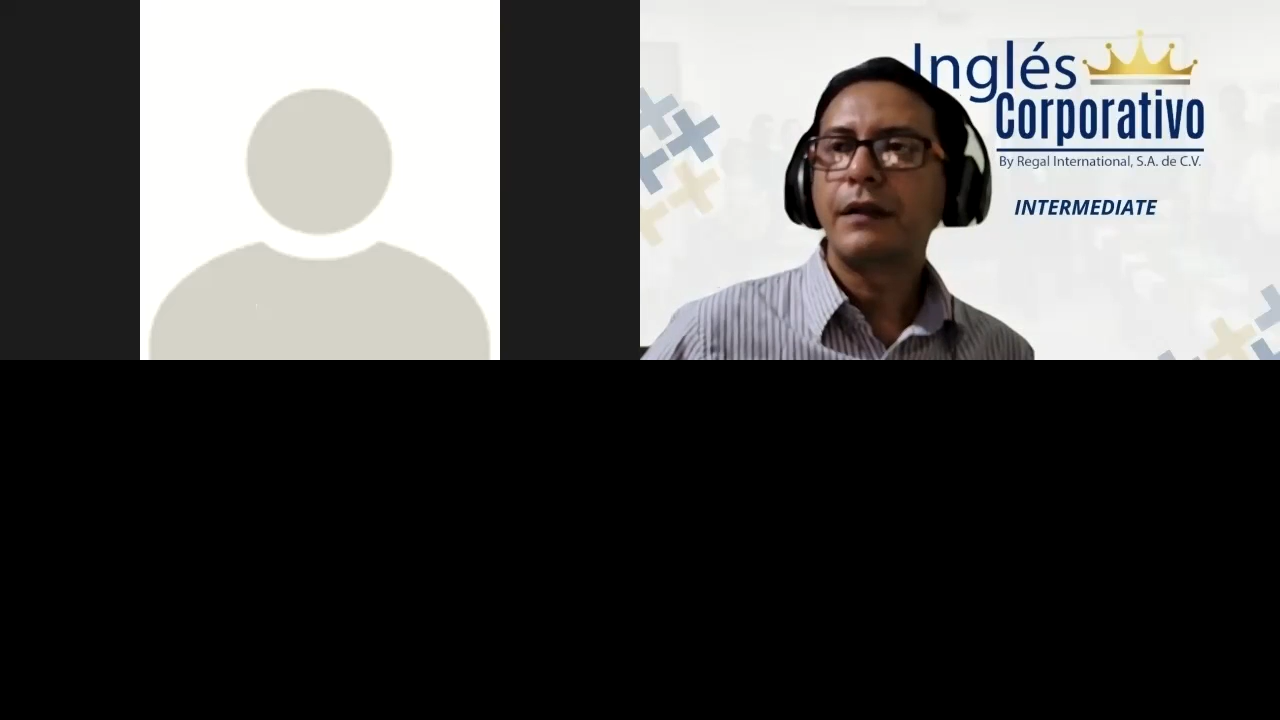 Inglés
Corporativo
By Regal International, S.A. de C.V.
INTERMEDIATE